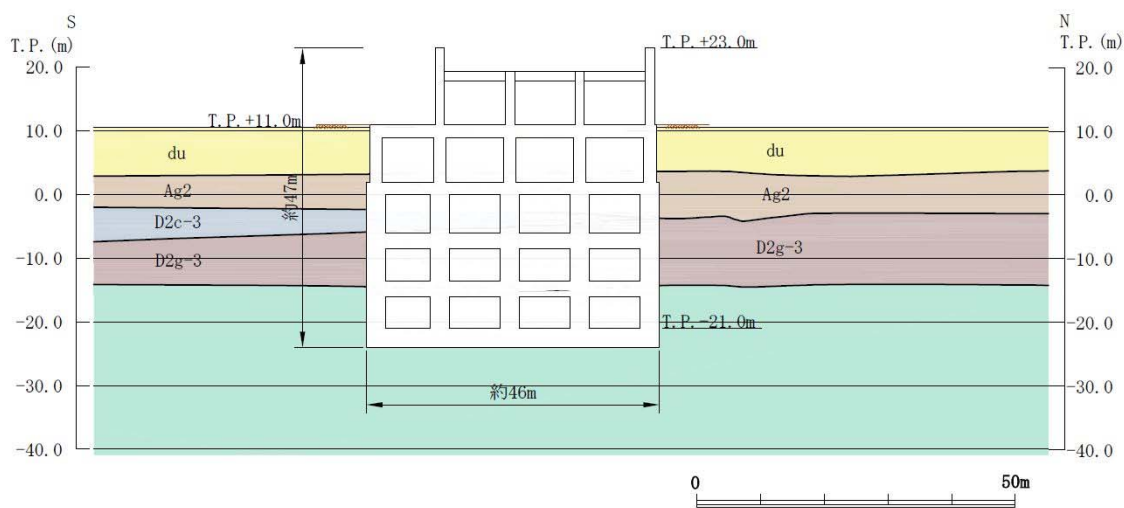 S
T.P.(m)
20.0
10.0
0.0
-10.0
-20.0
-30.0
-40.0
T.P.+11.0m
du
Ag2
D2c-3
D2g-3
約47m
約46m
T.P.+23.0m
T.P.-21.0m
du
Ag2
D2g-3
N
T.P.(m)
20.0
10.0
0.0
-10.0
-20.0
-30.0
-40.0
0
50m